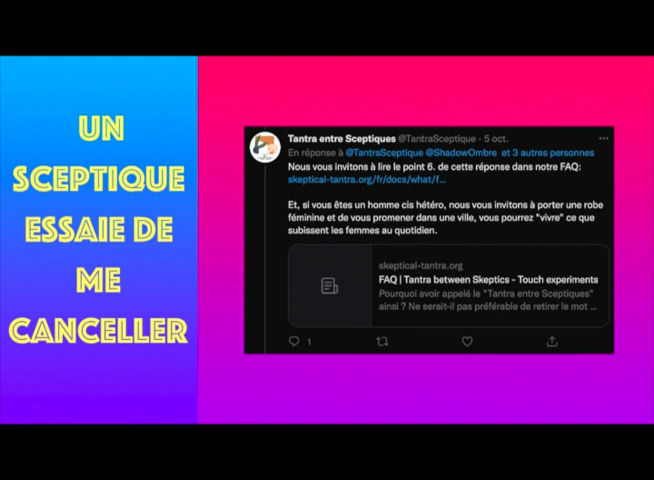 UN
SCEPTIQUE
ESSAIE DE
ME
CANCELLER
Tantra entre Sceptiques @TantraSceptique · 5 oct.
En réponse à @TantraSceptique @ShadowOmbre et 3 autres personnes
Nous vous invitons à lire le point 6. de cette réponse dans notre FAQ:
skeptical-tantra.org/fr/docs/what/f...
Et, si vous êtes un homme cis hétéro, nous vous invitons à porter une robe
féminine et de vous promener dans une ville, vous pourrez "vivre" ce que
subissent les femmes au quotidien.
skeptical-tantra.org
FAQ | Tantra between Skeptics - Touch experiments
Pourquoi avoir appelé le "Tantra entre Sceptiques"
ainsi ? Ne serait-il pas préférable de retirer le mot ...
1